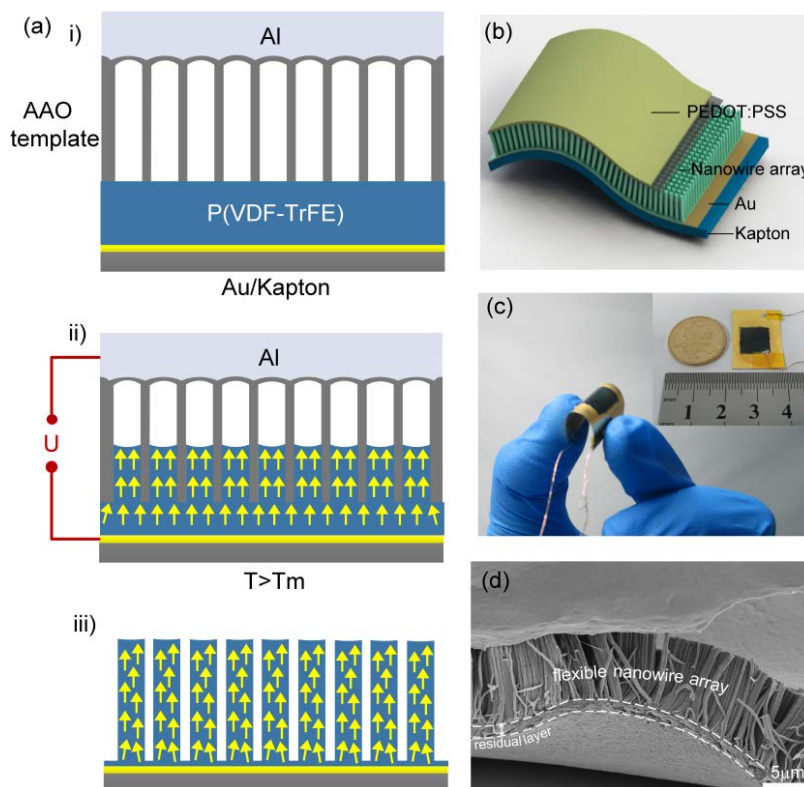 (a)
i)
Al
AAO
template
P(VDF-TrFE)
Au/Kapton
ii)
Al
U
T>Tm
iii)
(b)
PEDOT:PSS
Nanowire array
Au
Kapton
(c)
mm 1 2 3 4
(d)
flexible nanowire array
residual layer
5μm